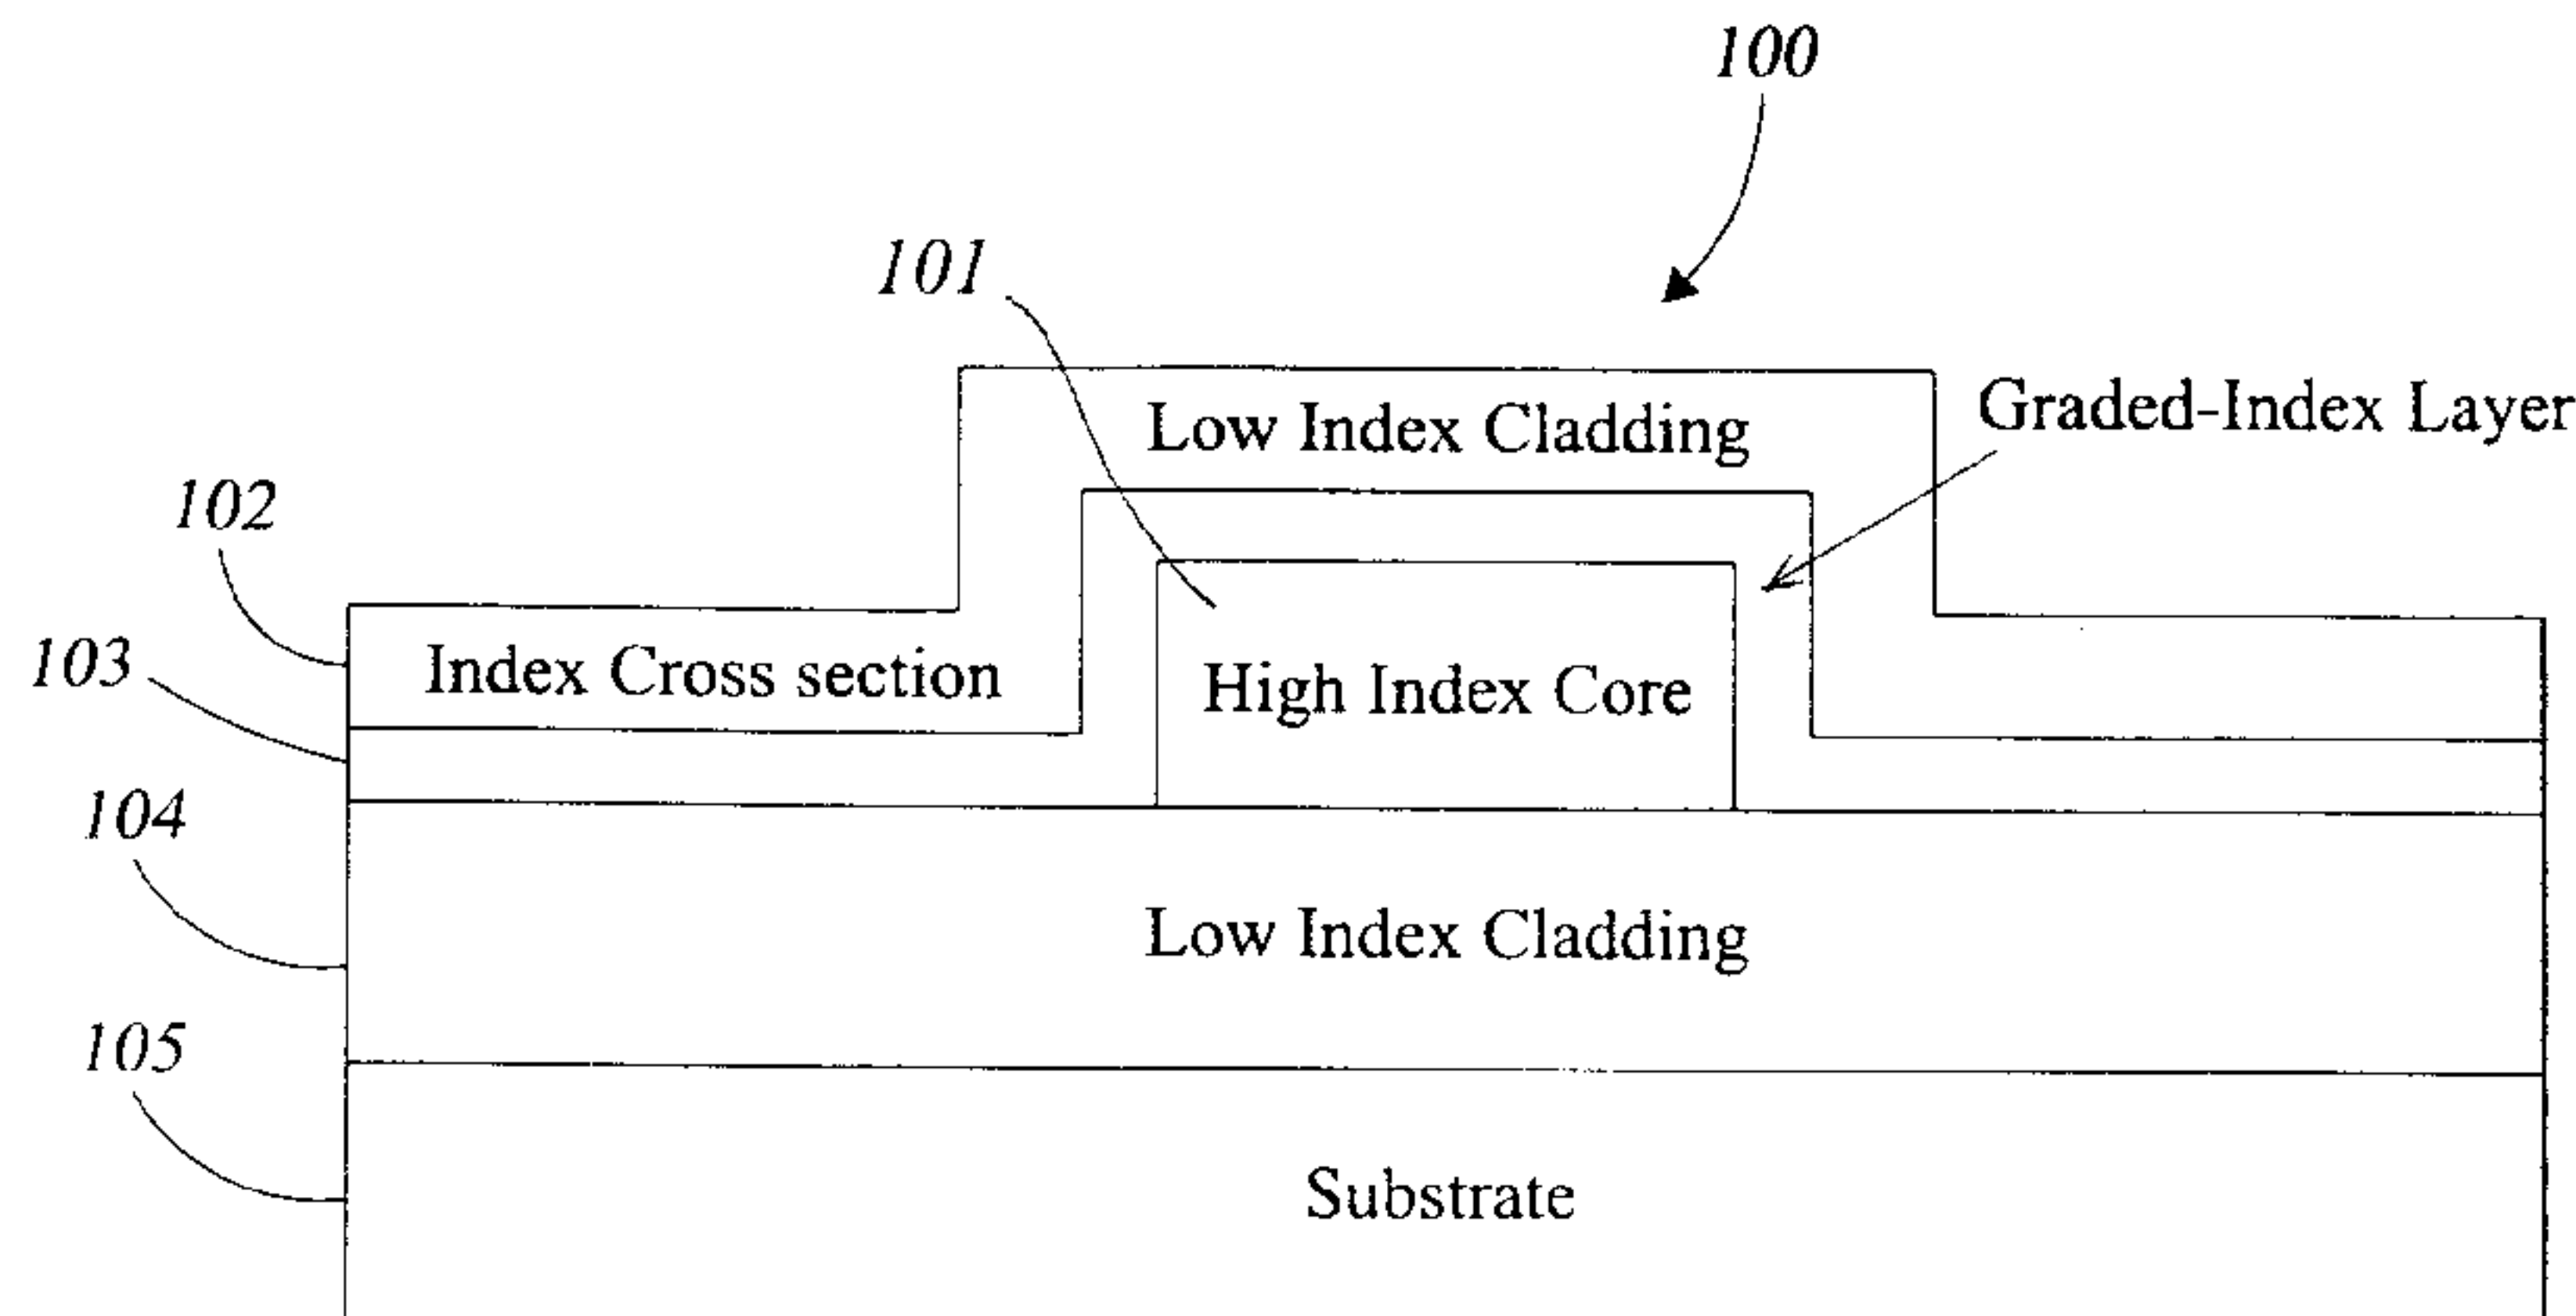 100
101
Low Index Cladding
Graded-Index Layer
102
Index Cross section
103
High Index Core
104
Low Index Cladding
105
Substrate